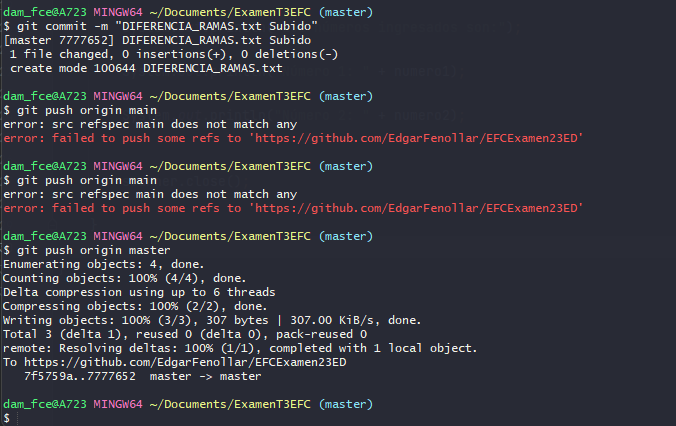 dam_fce@A723 MINGW64 ~/Documents/ExamenT3EFC (master)
$ git commit -m "DIFERENCIA_RAMAS.txt Subido"
[master 7777652] DIFERENCIA_RAMAS.txt Subido
 1 file changed, 0 insertions(+), 0 deletions(-)
 create mode 100644 DIFERENCIA_RAMAS.txt
dam_fce@A723 MINGW64 ~/Documents/ExamenT3EFC (master)
$ git push origin main
error: src refspec main does not match any
error: failed to push some refs to 'https://github.com/EdgarFenollar/EFCExamen23ED'
dam_fce@A723 MINGW64 ~/Documents/ExamenT3EFC (master)
$ git push origin main
error: src refspec main does not match any
error: failed to push some refs to 'https://github.com/EdgarFenollar/EFCExamen23ED'
dam_fce@A723 MINGW64 ~/Documents/ExamenT3EFC (master)
$ git push origin master
Enumerating objects: 4, done.
Counting objects: 100% (4/4), done.
Delta compression using up to 6 threads
Compressing objects: 100% (2/2), done.
Writing objects: 100% (3/3), 307 bytes | 307.00 KiB/s, done.
Total 3 (delta 1), reused 0 (delta 0), pack-reused 0
remote: Resolving deltas: 100% (1/1), completed with 1 local object.
To https://github.com/EdgarFenollar/EFCExamen23ED
   7f5759a..7777652  master -> master
dam_fce@A723 MINGW64 ~/Documents/ExamenT3EFC (master)
$